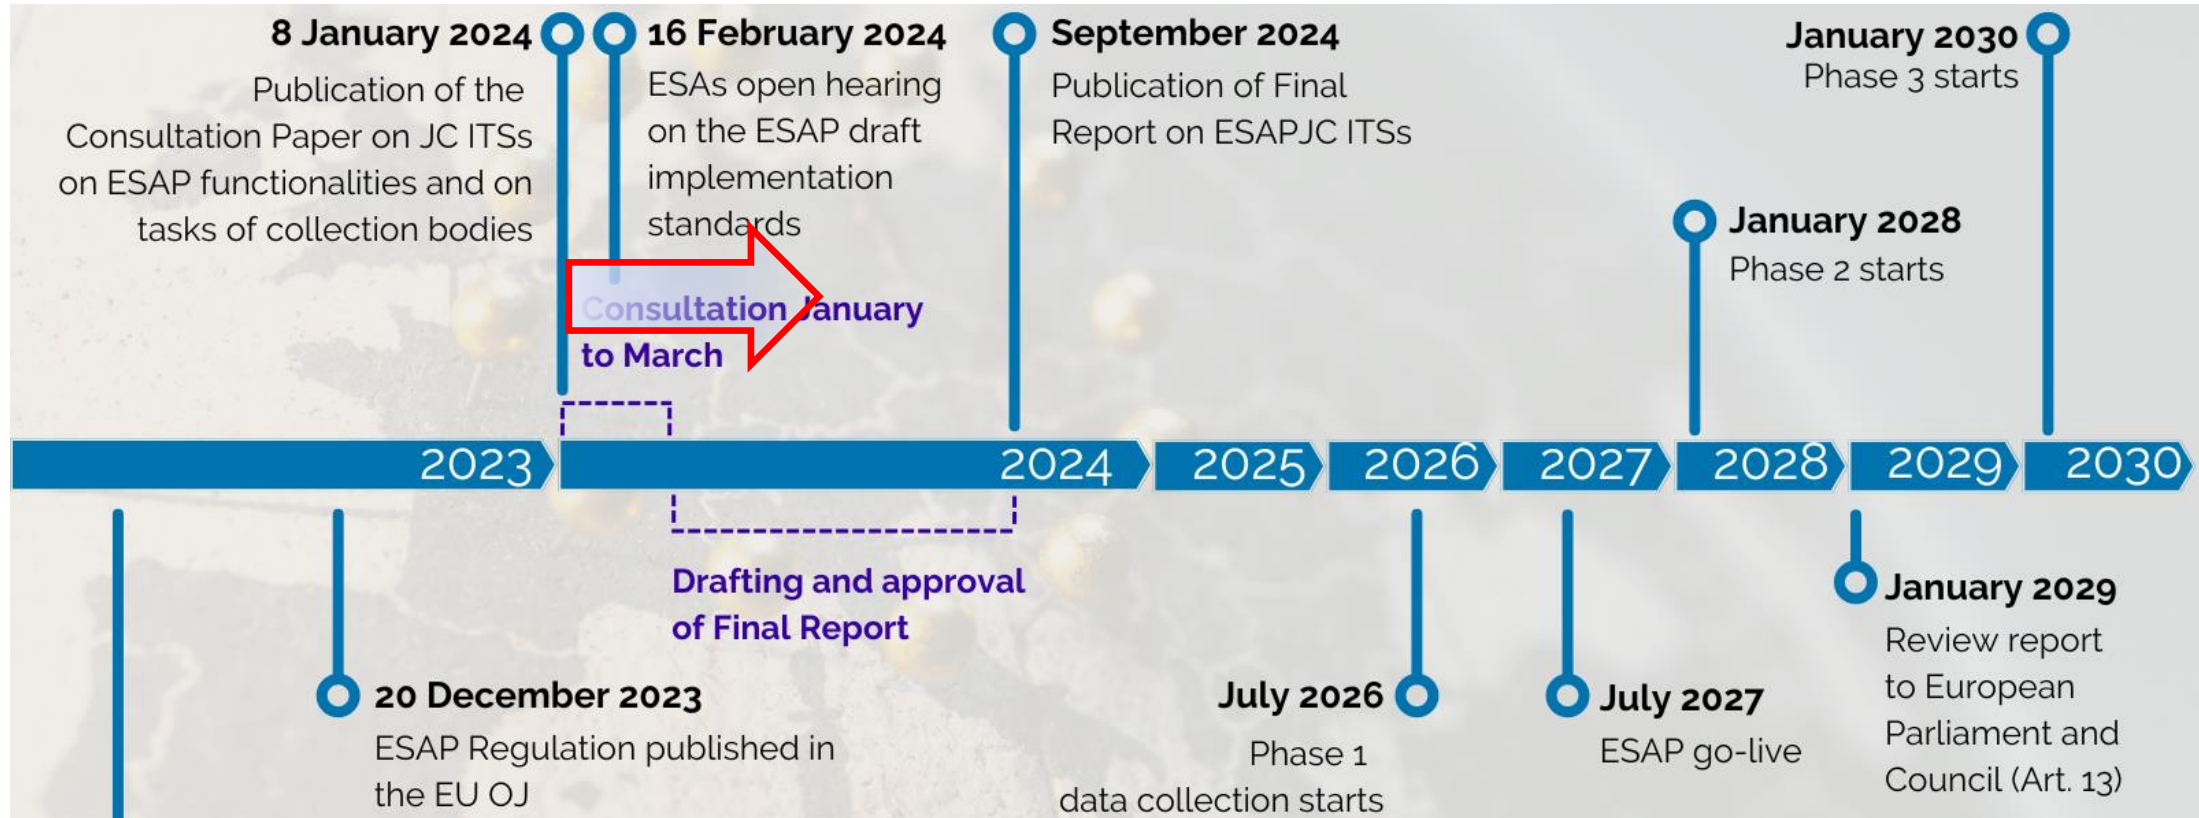 8 January 2024
Publication of the
Consultation Paper on JC ITSs
on ESAP functionalities and on
tasks of collection bodies
16 February 2024
ESAs open hearing
on the ESAP draft
implementation
standards
Consultation January
to March
September 2024
Publication of Final
Report on ESAPJC ITSs
January 2028
Phase 2 starts
January 2030
Phase 3 starts
2023
2024
2025
2026
2027
2028
2029
2030
Drafting and approval
of Final Report
20 December 2023
ESAP Regulation published in
the EU OJ
July 2026
Phase 1
data collection starts
July 2027
ESAP go-live
January 2029
Review report
to European
Parliament and
Council (Art. 13)